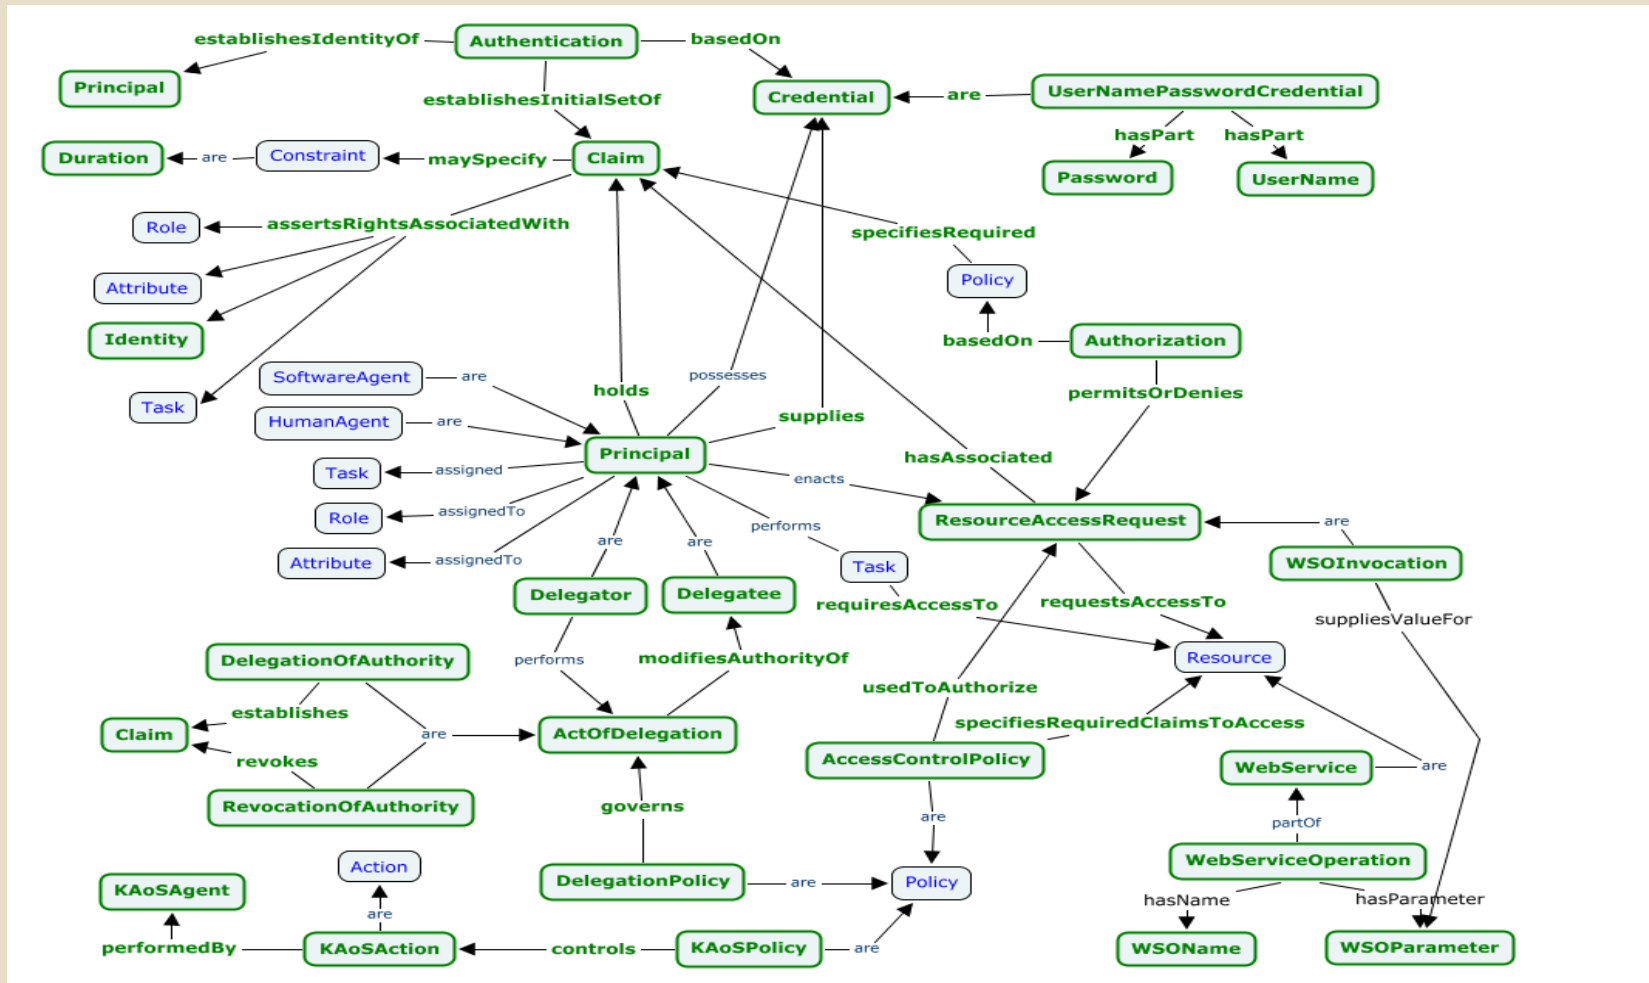 establishesIdentityOf
Authentication
basedOn
Principal
Credential
are
UserNamePasswordCredential
establishesInitialSetOf
hasPart
hasPart
Duration
are
Constraint
maySpecify
Claim
Password
UserName
Role
assertsRightsAssociatedWith
specifiesRequired
Attribute
Policy
Identity
basedOn
Authorization
SoftwareAgent
are
possesses
holds
permitsOrDenies
Task
HumanAgent
are
supplies
Principal
hasAssociated
Task
assigned
enacts
Role
assignedTo
performs
ResourceAccessRequest
are
are
are
Attribute
assignedTo
Task
WSOInvocation
Delegator
Delegatee
requiresAccessTo
requestsAccessTo
suppliesValueFor
DelegationOfAuthority
performs
modifiesAuthorityOf
Resource
usedToAuthorize
establishes
specifiesRequiredClaimsToAccess
Claim
are
ActOfDelegation
revokes
AccessControlPolicy
WebService
are
RevocationOfAuthority
governs
are
partOf
Action
WebServiceOperation
KAoSAgent
DelegationPolicy
are
Policy
hasName
hasParameter
are
performedBy
KAoSAction
controls
KAoSPolicy
are
WSOName
WSOParameter